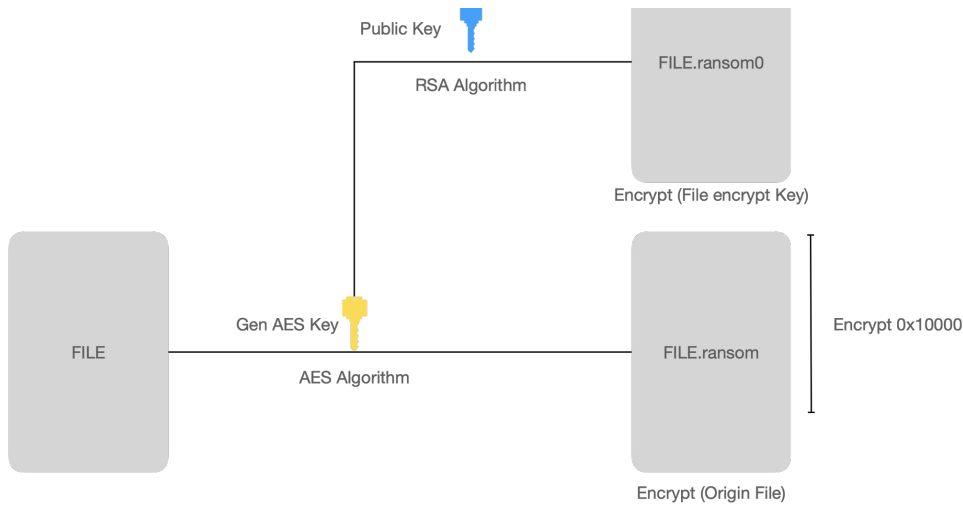 Public Key
FILE.ransom0
RSA Algorithm
Encrypt (File encrypt Key)
Gen AES Key
Encrypt 0x10000
FILE
FILE.ransom
AES Algorithm
Encrypt (Origin File)